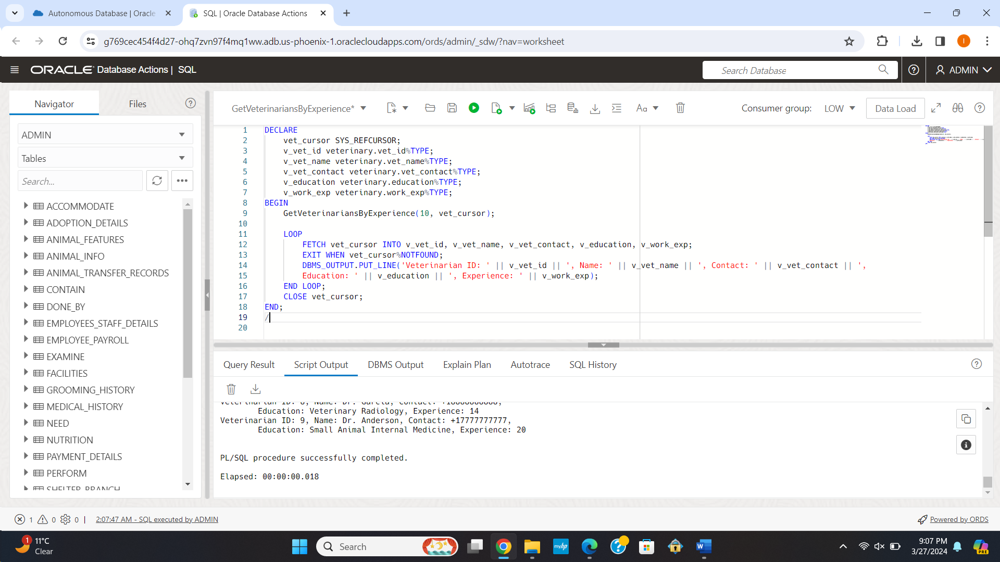 Autonomous Database | Oracle
SQL | Oracle Database Actions
g769cec454f4d27-ohq7zvn97f4mq1ww.adb.us-phoenix-1.oraclecloudapps.com/ords/admin/_sdw/?nav=worksheet
I
ORACLE Database Actions | SQL
Search Database
ADMIN
Navigator
Files
ADMIN
Tables
Search...
ACCOMMODATE
ADOPTION_DETAILS
ANIMAL_FEATURES
ANIMAL_INFO
ANIMAL_TRANSFER_RECORDS
CONTAIN
DONE_BY
EMPLOYEES_STAFF_DETAILS
EMPLOYEE_PAYROLL
EXAMINE
FACILITIES
GROOMING_HISTORY
MEDICAL_HISTORY
NEED
NUTRITION
PAYMENT_DETAILS
PERFORM
SHELTER_BRANCH
GetVeterinariansByExperience*
Aa
Consumer group: LOW
Data Load
1 DECLARE
2 vet_cursor SYS_REFCURSOR;
3 v_vet_id veterinary.vet_id%TYPE;
4 v_vet_name veterinary.vet_name%TYPE;
5 v_vet_contact veterinary.vet_contact%TYPE;
6 v_education veterinary.education%TYPE;
7 v_work_exp veterinary.work_exp%TYPE;
8 BEGIN
9 GetVeterinariansByExperience(10, vet_cursor);
10
11 LOOP
12 FETCH vet_cursor INTO v_vet_id, v_vet_name, v_vet_contact, v_education, v_work_exp;
13 EXIT WHEN vet_cursor%NOTFOUND;
14 DBMS_OUTPUT.PUT_LINE('Veterinarian ID: ' || v_vet_id || ', Name: ' || v_vet_name || ', Contact: ' || v_vet_contact || ',
15 Education: ' || v_education || ', Experience: ' || v_work_exp);
16 END LOOP;
17 CLOSE vet_cursor;
18 END;
19 /
20
Query Result
Script Output
DBMS Output
Explain Plan
Autotrace
SQL History
Veterinarian ID: 8, Name: Dr. Garcia, Contact: +18888888888,
Education: Veterinary Radiology, Experience: 14
Veterinarian ID: 9, Name: Dr. Anderson, Contact: +17777777777,
Education: Small Animal Internal Medicine, Experience: 20
PL/SQL procedure successfully completed.
Elapsed: 00:00:00.018
1 0 0 | 2:07:47 AM - SQL executed by ADMIN
Powered by ORDS
1
11°C
Clear
Search
myhp
W
9:07 PM
3/27/2024
PRE